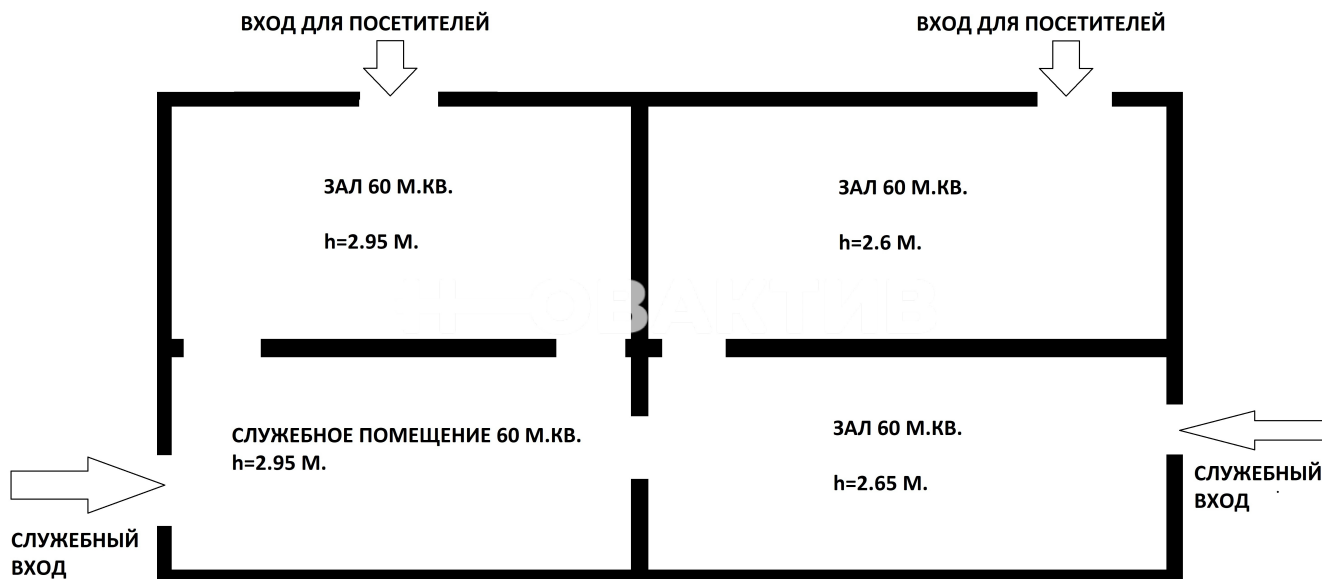 ВХОД ДЛЯ ПОСЕТИТЕЛЕЙ
ВХОД ДЛЯ ПОСЕТИТЕЛЕЙ
ЗАЛ 60 М.КВ.
h=2.95 М.
ЗАЛ 60 М.КВ.
h=2.6 М.
СЛУЖЕБНОЕ ПОМЕЩЕНИЕ 60 М.КВ.
h=2.95 М.
ЗАЛ 60 М.КВ.
h=2.65 М.
СЛУЖЕБНЫЙ
ВХОД
СЛУЖЕБНЫЙ
ВХОД